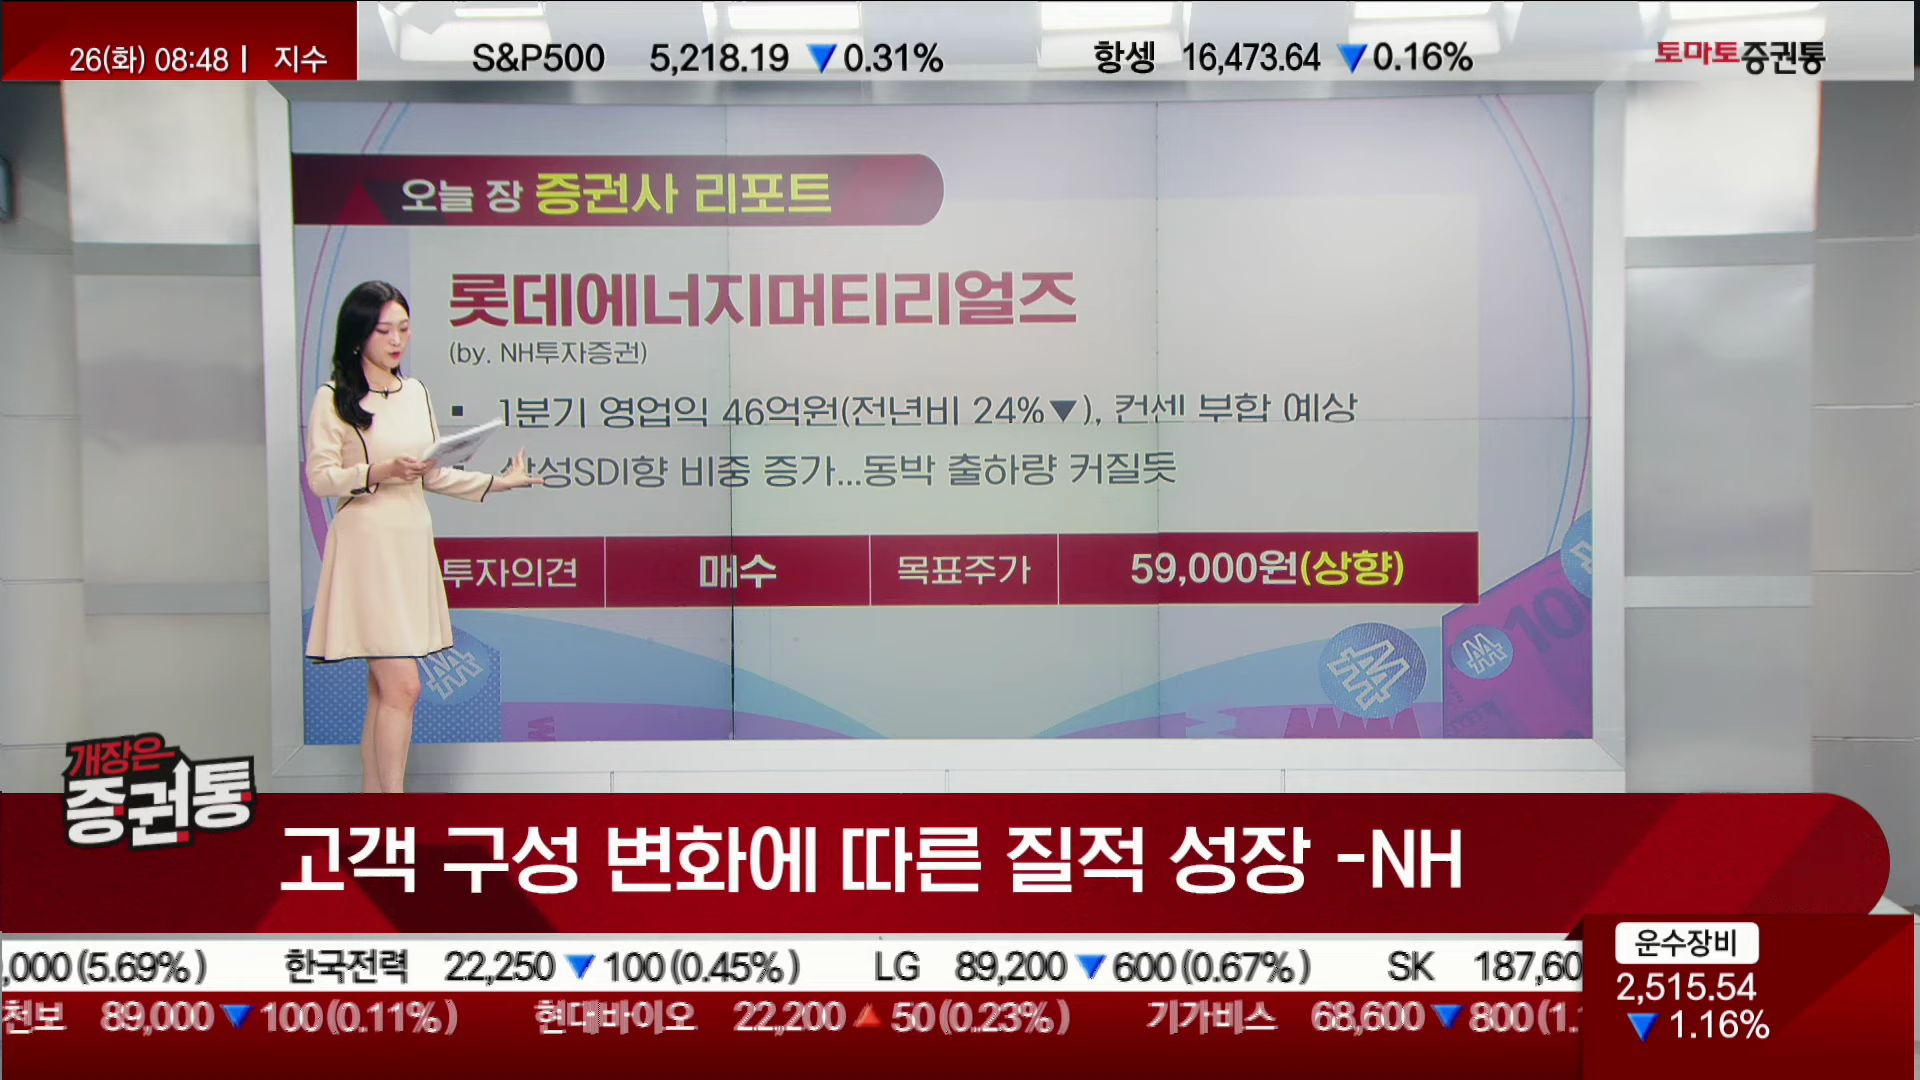 26(화) 08:48 | 지수
S&P500 5,218.19 ▼0.31% 항셍 16,473.64 ▼0.16%
토마토증권통
오늘 장 증권사 리포트
롯데에너지머티리얼즈
(by. NH투자증권)
▪ 1분기 영업익 46억원(전년비 24%▼), 컨센 부합 예상
▪ 삼성SDI향 비중 증가...동박 출하량 커질듯
투자의견 매수 목표주가 59,000원(상향)
개장은
증권통
고객 구성 변화에 따른 질적 성장 -NH
,000(5.69%) 한국전력 22,250 ▼100(0.45%) LG 89,200 ▼600(0.67%) SK 187,60
천보 89,000 ▼100(0.11%) 현대바이오 22,200 ▲50(0.23%) 기가비스 68,600 ▼800(1.
운수장비
2,515.54
▼ 1.16%